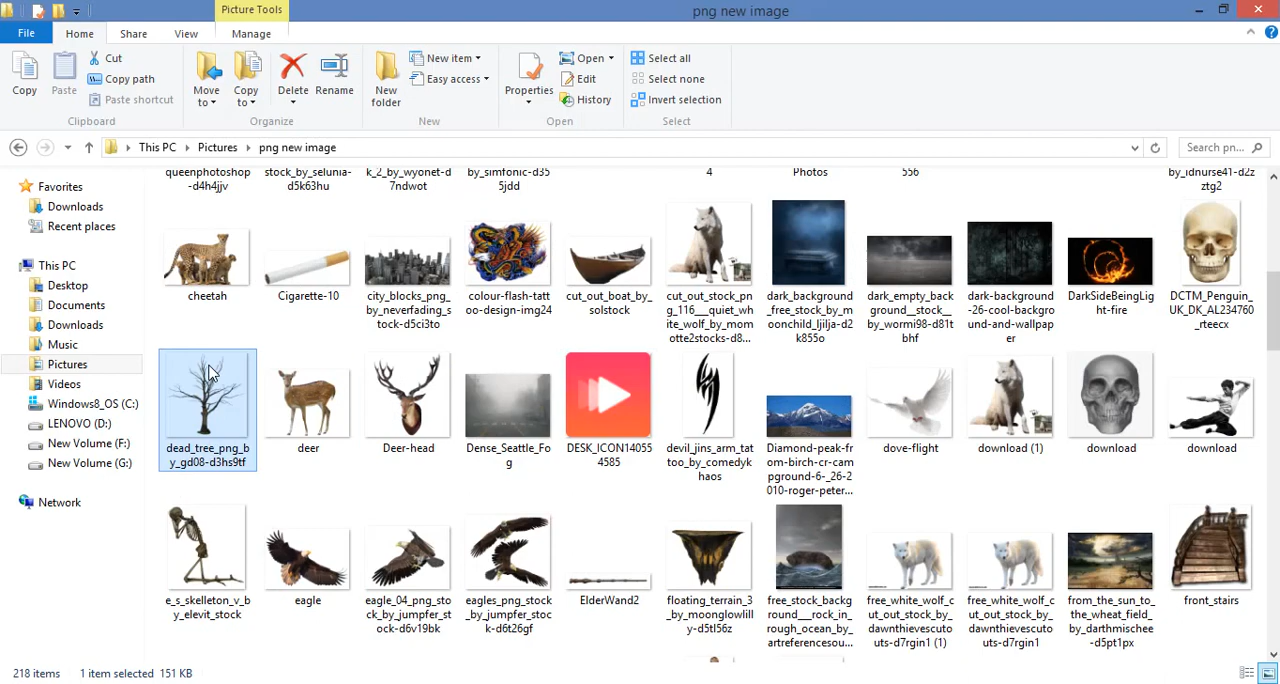 Picture Tools
png new image
File
Home
Share
View
Manage
Copy
Paste
Cut
Copy path
Paste shortcut
Clipboard
Move
to
Copy
to
Delete
Rename
Organize
New
folder
New item
Easy access
New
Properties
Open
Edit
History
Open
Select all
Select none
Invert selection
Select
This PC
Pictures
png new image
Search pn...
Favorites
Downloads
Recent places
This PC
Desktop
Documents
Downloads
Music
Pictures
Videos
Windows8_OS (C:)
LENOVO (D:)
New Volume (F:)
New Volume (G:)
Network
queenphotoshop
-d4h4jjv
stock_by_selunia-
d5k63hu
k_2_by_wyonet-d
7ndwot
by_simfonic-d35
5jdd
4
Photos
556
by_idnurse41-d2z
ztg2
cheetah
Cigarette-10
city_blocks_png_
by_neverfading_s
tock-d5ci3to
colour-flash-tatt
oo-design-img24
cut_out_boat_by_
solstock
cut_out_stock_pn
g_116___quiet_wh
ite_wolf_by_mom
otte2stocks-d8...
dark_background
_free_stock_by_m
oonchild_ljilja-d2
k855o
dark_empty_back
ground__stock__
by_wormi98-d81t
bhf
dark-background
-26-cool-backgro
und-and-wallpap
er
DarkSideBeingLig
ht-fire
DCTM_Penguin_
UK_DK_AL234760
_rteecx
dead_tree_png_b
y_gd08-d3hs9tf
deer
Deer-head
Dense_Seattle_Fo
g
DESK_ICON14055
4585
devil_jins_arm_tat
too_by_comedyk
haos
Diamond-peak-fr
om-birch-cr-cam
pground-6-_26-2
010-roger-peter...
dove-flight
download (1)
download
download
e_s_skelleton_v_b
y_elevit_stock
eagle
eagle_04_png_sto
ck_by_jumpfer_st
ock-d6v19bk
eagles_png_stock
_by_jumpfer_stoc
k-d6t26gf
ElderWand2
floating_terrain_3
_by_moonglowlill
y-d5tl56z
free_stock_backg
round___rock_in_
rough_ocean_by_
artreferencesou...
free_white_wolf_c
ut_out_stock_by_
dawnthievescuto
uts-d7rgin1 (1)
free_white_wolf_c
ut_out_stock_by_
dawnthievescuto
uts-d7rgin1
from_the_sun_to_
the_wheat_field_
by_darthmischee
-d5pt1px
front_stairs
218 items
1 item selected 151 KB